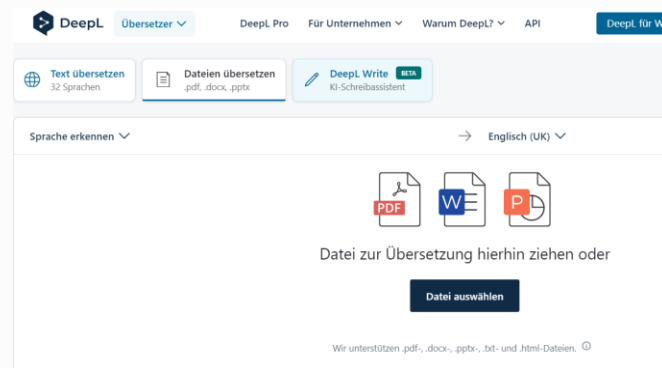 DeepL Übersetzer DeepL Pro Für Unternehmen Warum DeepL? API DeepL für W
Text übersetzen Dateien übersetzen DeepL Write BETA
32 Sprachen .pdf, .docx, .pptx KI-Schreibassistent
Sprache erkennen → Englisch (UK)
PDF W P
Datei zur Übersetzung hierhin ziehen oder
Datei auswählen
Wir unterstützen .pdf-, .docx-, .pptx-, .txt- und .html-Dateien.